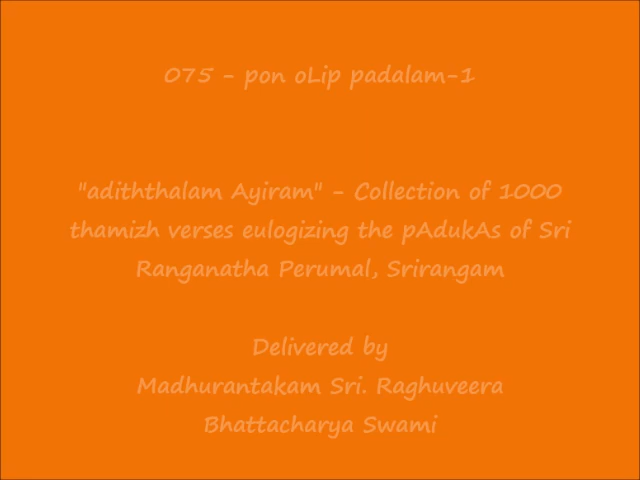 075 - pon oLip padalam-1
"adiththalam Ayiram" - Collection of 1000
thamizh verses eulogizing the pAdukAs of Sri
Ranganatha Perumal, Srirangam
Delivered by
Madhurantakam Sri. Raghuveera
Bhattacharya Swami